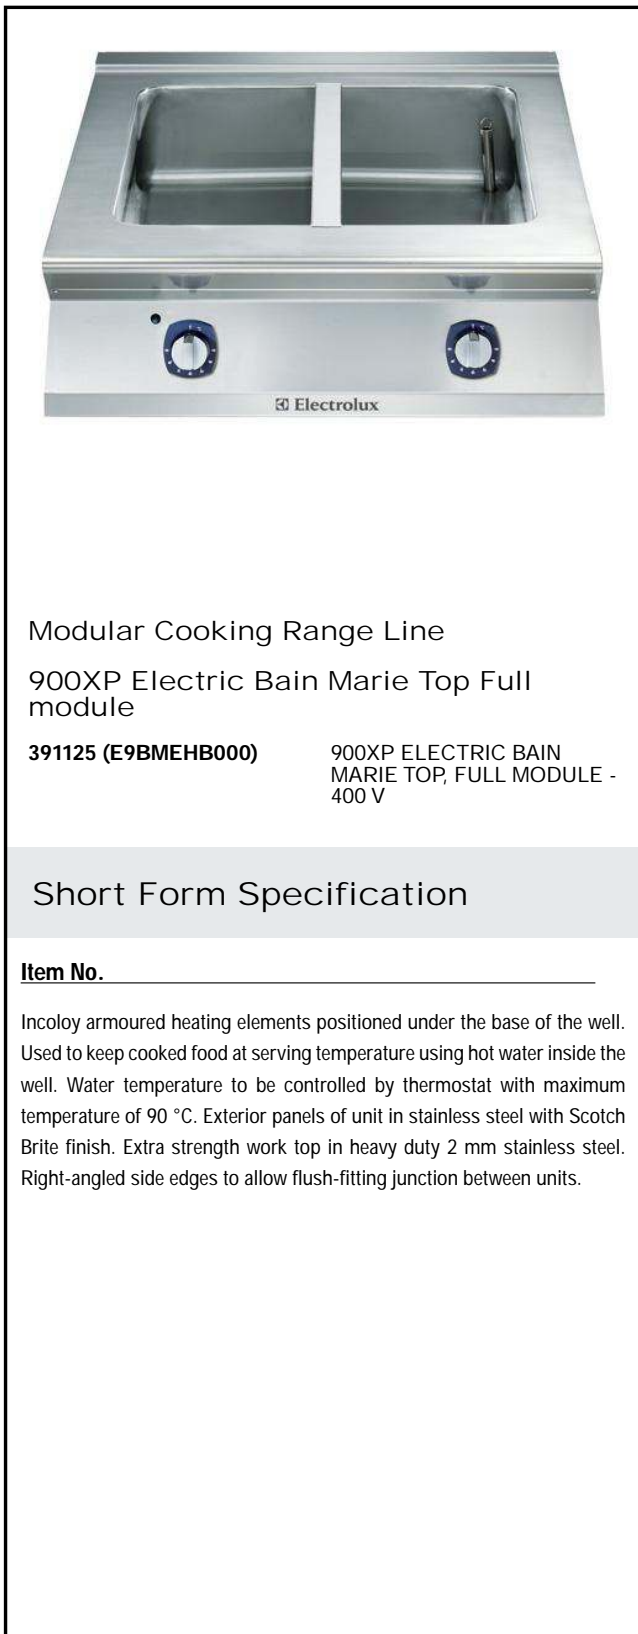 Electrolux
Modular Cooking Range Line
900XP Electric Bain Marie Top Full
module
391125 (E9BMEHB000)
900XP ELECTRIC BAIN
MARIE TOP, FULL MODULE -
400 V
Short Form Specification
Item No.
Incoloy armoured heating elements positioned under the base of the well.
Used to keep cooked food at serving temperature using hot water inside the
well. Water temperature to be controlled by thermostat with maximum
temperature of 90 °C. Exterior panels of unit in stainless steel with Scotch
Brite finish. Extra strength work top in heavy duty 2 mm stainless steel.
Right-angled side edges to allow flush-fitting junction between units.